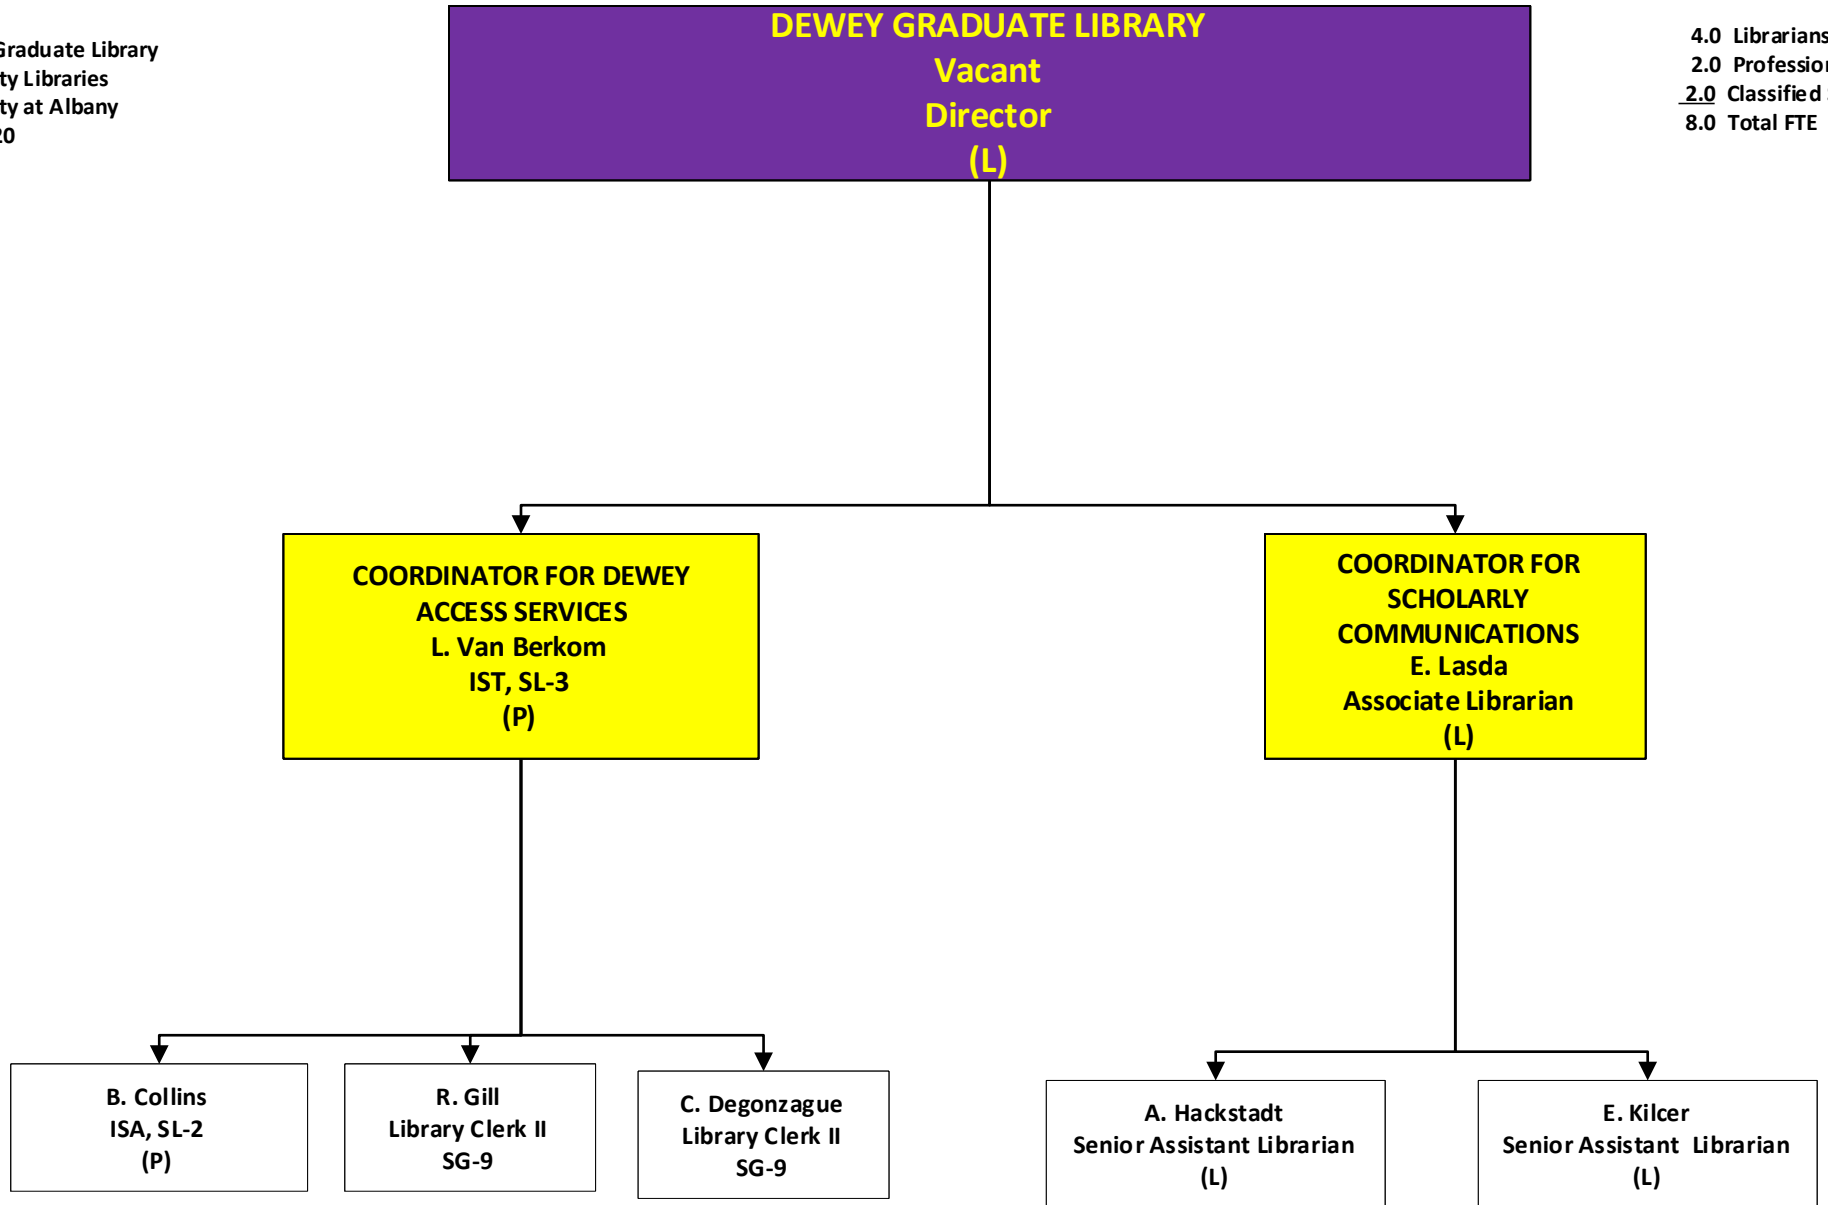 Graduate Library
ty Libraries
ty at Albany
20
DEWEY GRADUATE LIBRARY
Vacant
Director
(L)
4.0 Librarians
2.0 Profession
2.0 Classified
8.0 Total FTE
COORDINATOR FOR DEWEY
ACCESS SERVICES
L. Van Berkom
IST, SL-3
(P)
COORDINATOR FOR
SCHOLARLY
COMMUNICATIONS
E. Lasda
Associate Librarian
(L)
B. Collins
ISA, SL-2
(P)
R. Gill
Library Clerk II
SG-9
C. Degonzague
Library Clerk II
SG-9
A. Hackstadt
Senior Assistant Librarian
(L)
E. Kilcer
Senior Assistant Librarian
(L)